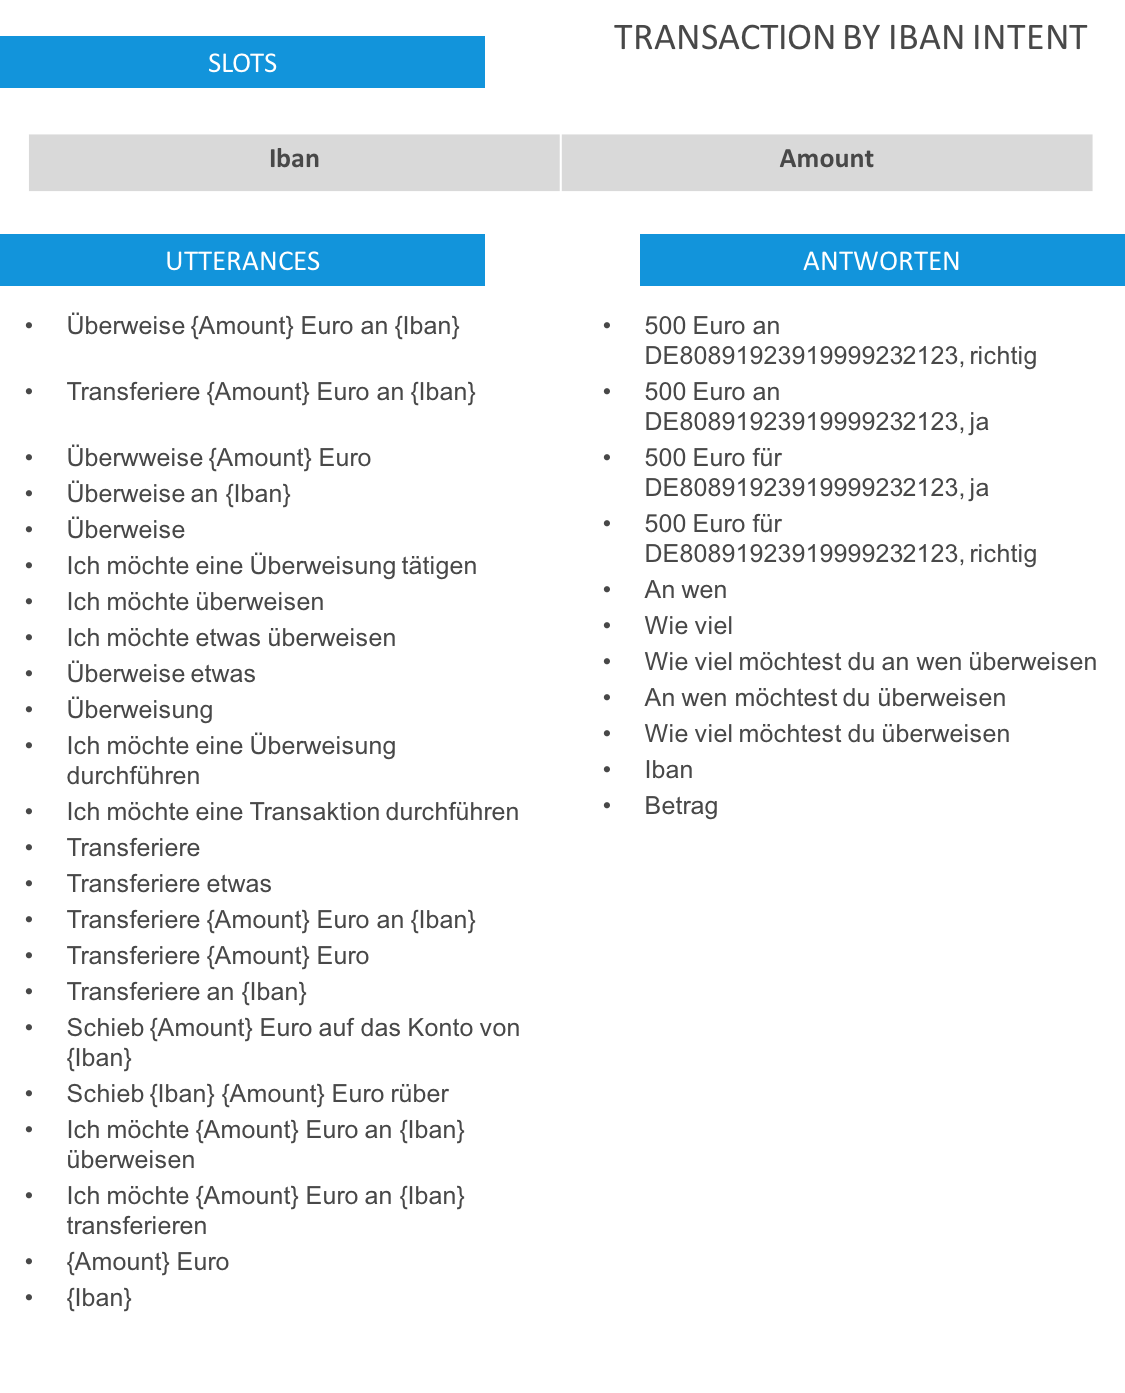 TRANSACTION BY IBAN INTENT
SLOTS
Iban
Amount
UTTERANCES
• Überweise {Amount} Euro an {Iban}
• Transferiere {Amount} Euro an {Iban}
• Überwweise {Amount} Euro
• Überweise an {Iban}
• Überweise
• Ich möchte eine Überweisung tätigen
• Ich möchte überweisen
• Ich möchte etwas überweisen
• Überweise etwas
• Überweisung
• Ich möchte eine Überweisung
durchführen
• Ich möchte eine Transaktion durchführen
• Transferiere
• Transferiere etwas
• Transferiere {Amount} Euro an {Iban}
• Transferiere {Amount} Euro
• Transferiere an {Iban}
• Schieb {Amount} Euro auf das Konto von
{Iban}
• Schieb {Iban} {Amount} Euro rüber
• Ich möchte {Amount} Euro an {Iban}
überweisen
• Ich möchte {Amount} Euro an {Iban}
transferieren
• {Amount} Euro
• {Iban}
ANTWORTEN
• 500 Euro an
DE80891923919999232123, richtig
• 500 Euro an
DE80891923919999232123, ja
• 500 Euro für
DE80891923919999232123, ja
• 500 Euro für
DE80891923919999232123, richtig
• An wen
• Wie viel
• Wie viel möchtest du an wen überweisen
• An wen möchtest du überweisen
• Wie viel möchtest du überweisen
• Iban
• Betrag